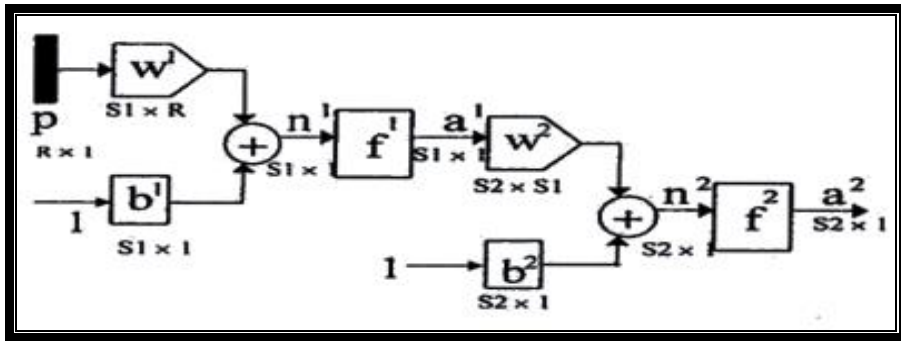 w¹
S1 × R
p
R × 1
n¹
S1 × 1
f¹
a¹
S1 × 1
w²
S2 × S1
+
1
b¹
S1 × 1
n²
S2 × 1
f²
a²
S2 × 1
+
1
b²
S2 × 1